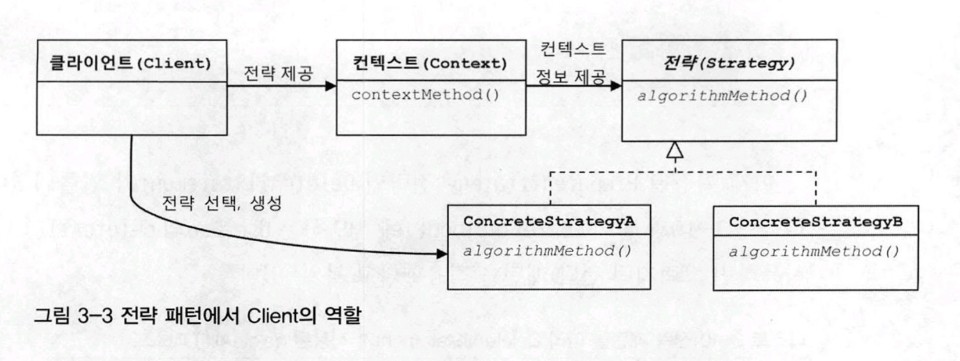 클라이언트(Client)
컨텍스트(Context)
contextMethod()
전략(Strategy)
algorithmMethod()
전략 제공
컨텍스트
정보 제공
전략 선택, 생성
ConcreteStrategyA
algorithmMethod()
ConcreteStrategyB
algorithmMethod()
그림 3-3 전략 패턴에서 Client의 역할